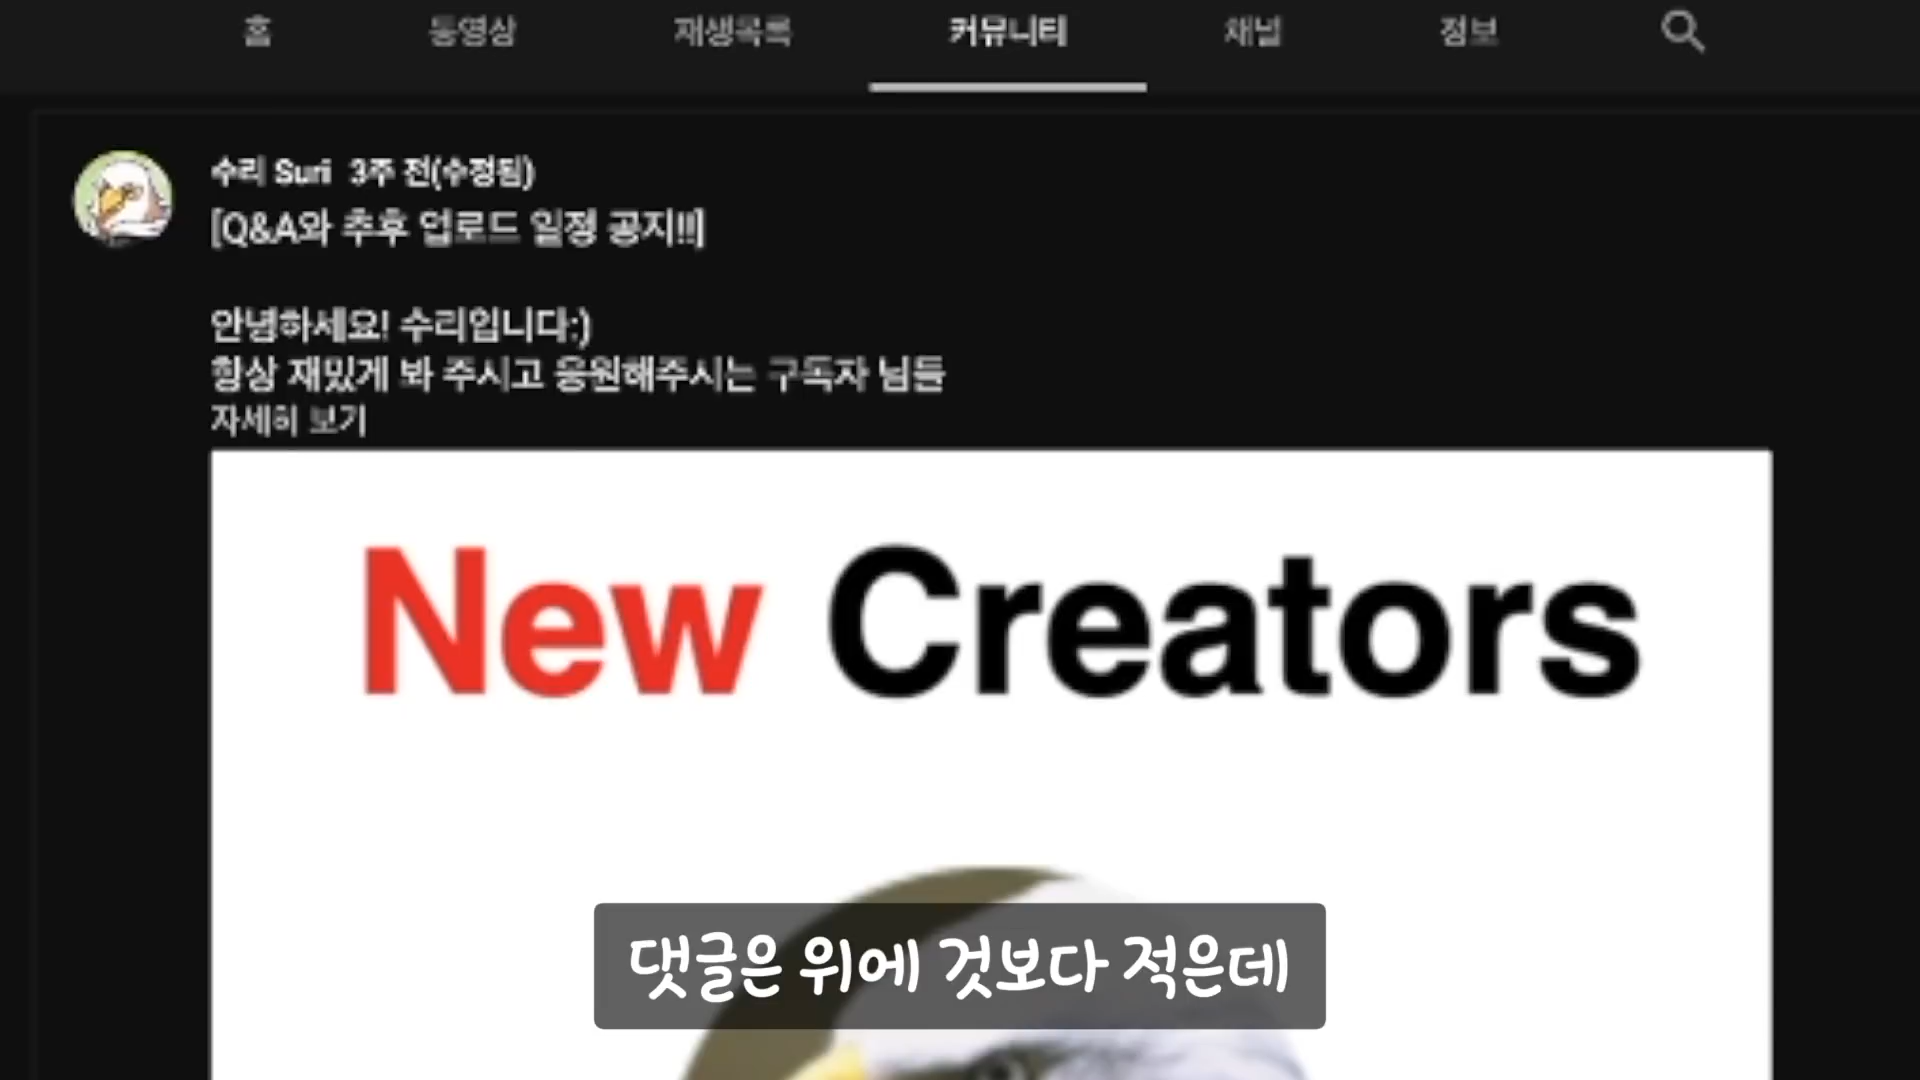 홈 동영상 재생목록 커뮤니티 채널 정보
수리 Suri 3주 전(수정됨)
[Q&A와 추후 업로드 일정 공지!!]
안녕하세요! 수리입니다:)
항상 재밌게 봐 주시고 응원해주시는 구독자 님들
자세히 보기
New Creators
댓글은 위에 것보다 적은데